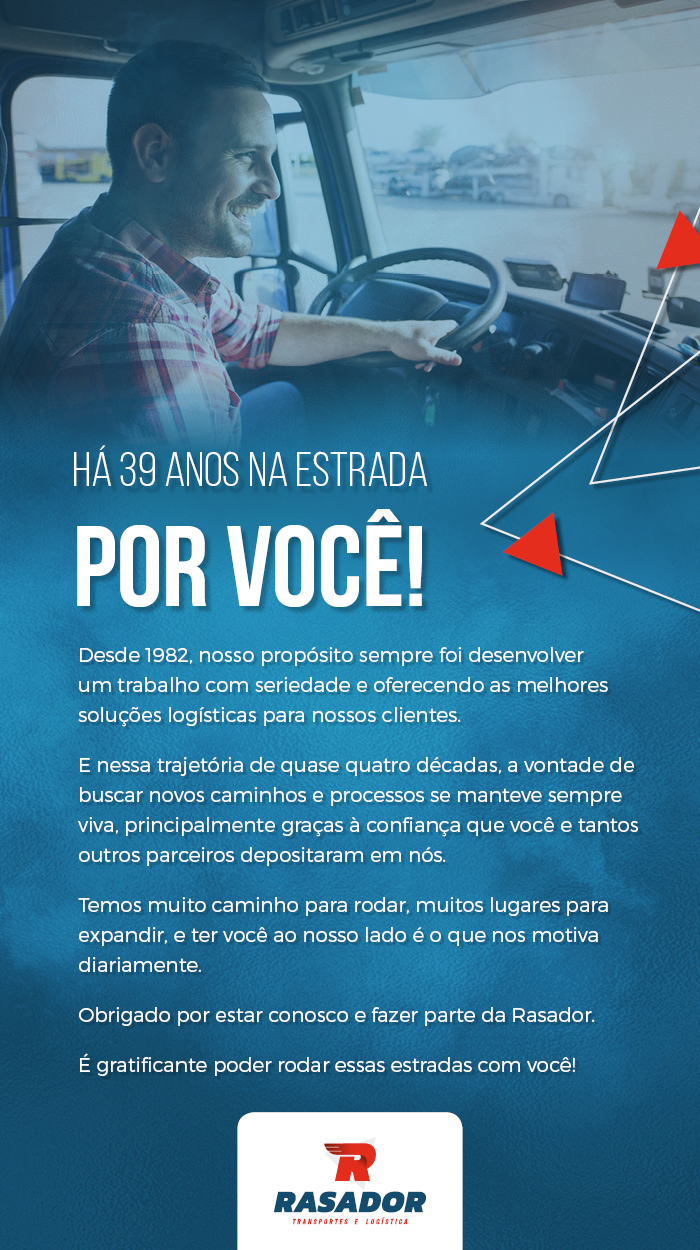 HÁ 39 ANOS NA ESTRADA
POR VOCÊ!
Desde 1982, nosso propósito sempre foi desenvolver
um trabalho com seriedade e oferecendo as melhores
soluções logísticas para nossos clientes.
E nessa trajetória de quase quatro décadas, a vontade de
buscar novos caminhos e processos se manteve sempre
viva, principalmente graças à confiança que você e tantos
outros parceiros depositaram em nós.
Temos muito caminho para rodar, muitos lugares para
expandir, e ter você ao nosso lado é o que nos motiva
diariamente.
Obrigado por estar conosco e fazer parte da Rasador.
É gratificante poder rodar essas estradas com você!
R
RASADOR
TRANSPORTES E LOGÍSTICA